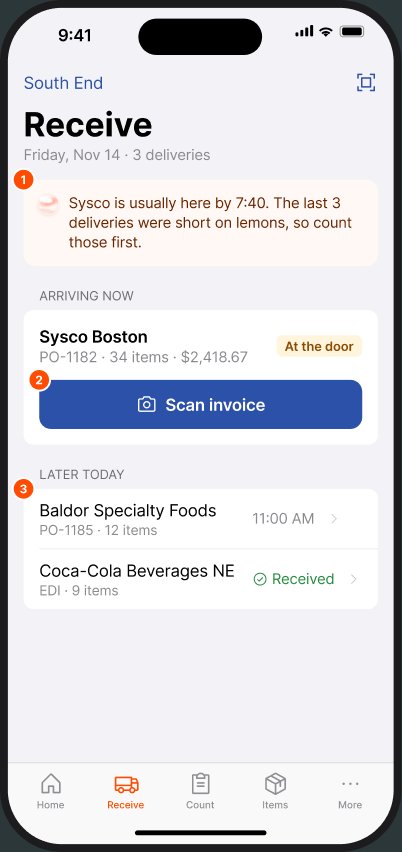 9:41
South End
Receive
Friday, Nov 14 · 3 deliveries
1
Sysco is usually here by 7:40. The last 3
deliveries were short on lemons, so count
those first.
ARRIVING NOW
Sysco Boston
PO-1182 · 34 items · $2,418.67
At the door
2
Scan invoice
LATER TODAY
3
Baldor Specialty Foods
PO-1185 · 12 items
11:00 AM
Coca-Cola Beverages NE
EDI · 9 items
Received
Home
Receive
Count
Items
More